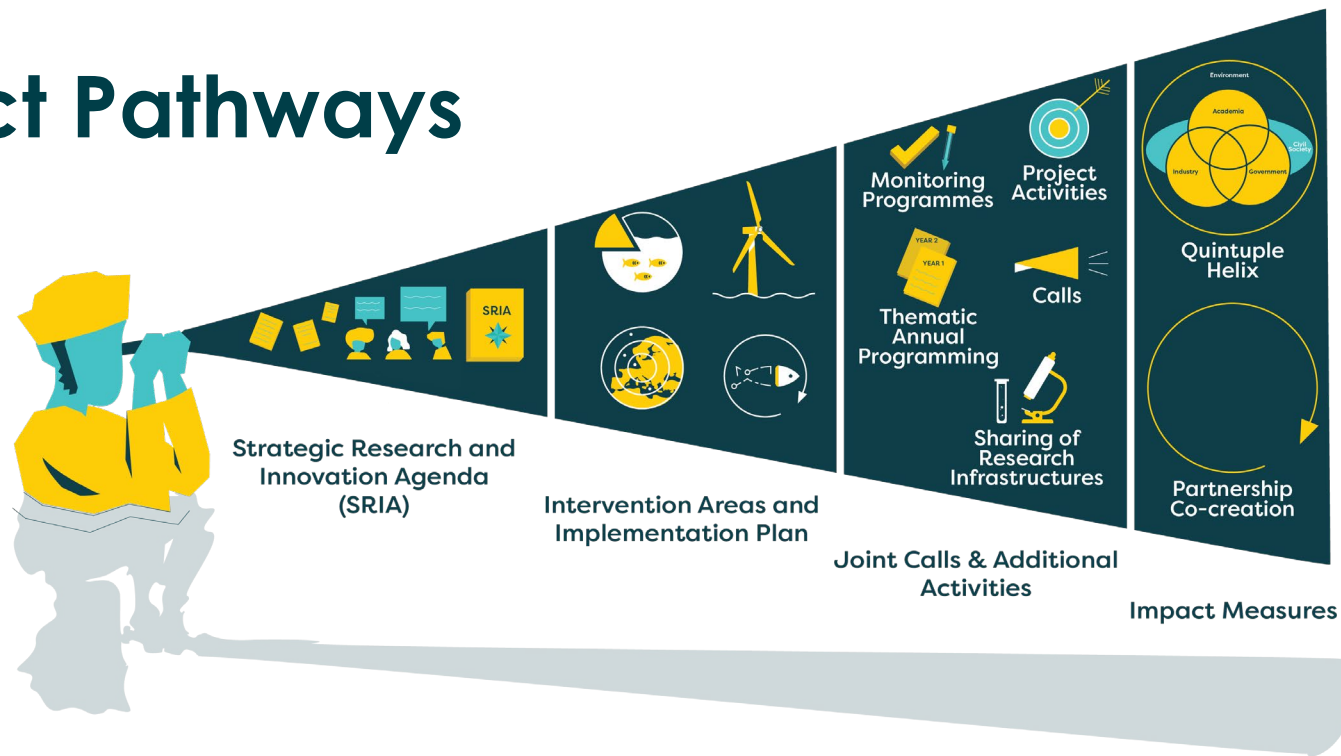 ct Pathways
SRIA
Strategic Research and
Innovation Agenda
(SRIA)
Intervention Areas and
Implementation Plan
Monitoring
Programmes
Project
Activities
YEAR 2
YEAR 1
Thematic
Annual
Programming
Calls
Sharing of
Research
Infrastructures
Joint Calls & Additional
Activities
Environment
Academia
Civil
Society
Industry
Government
Quintuple
Helix
Partnership
Co-creation
Impact Measures